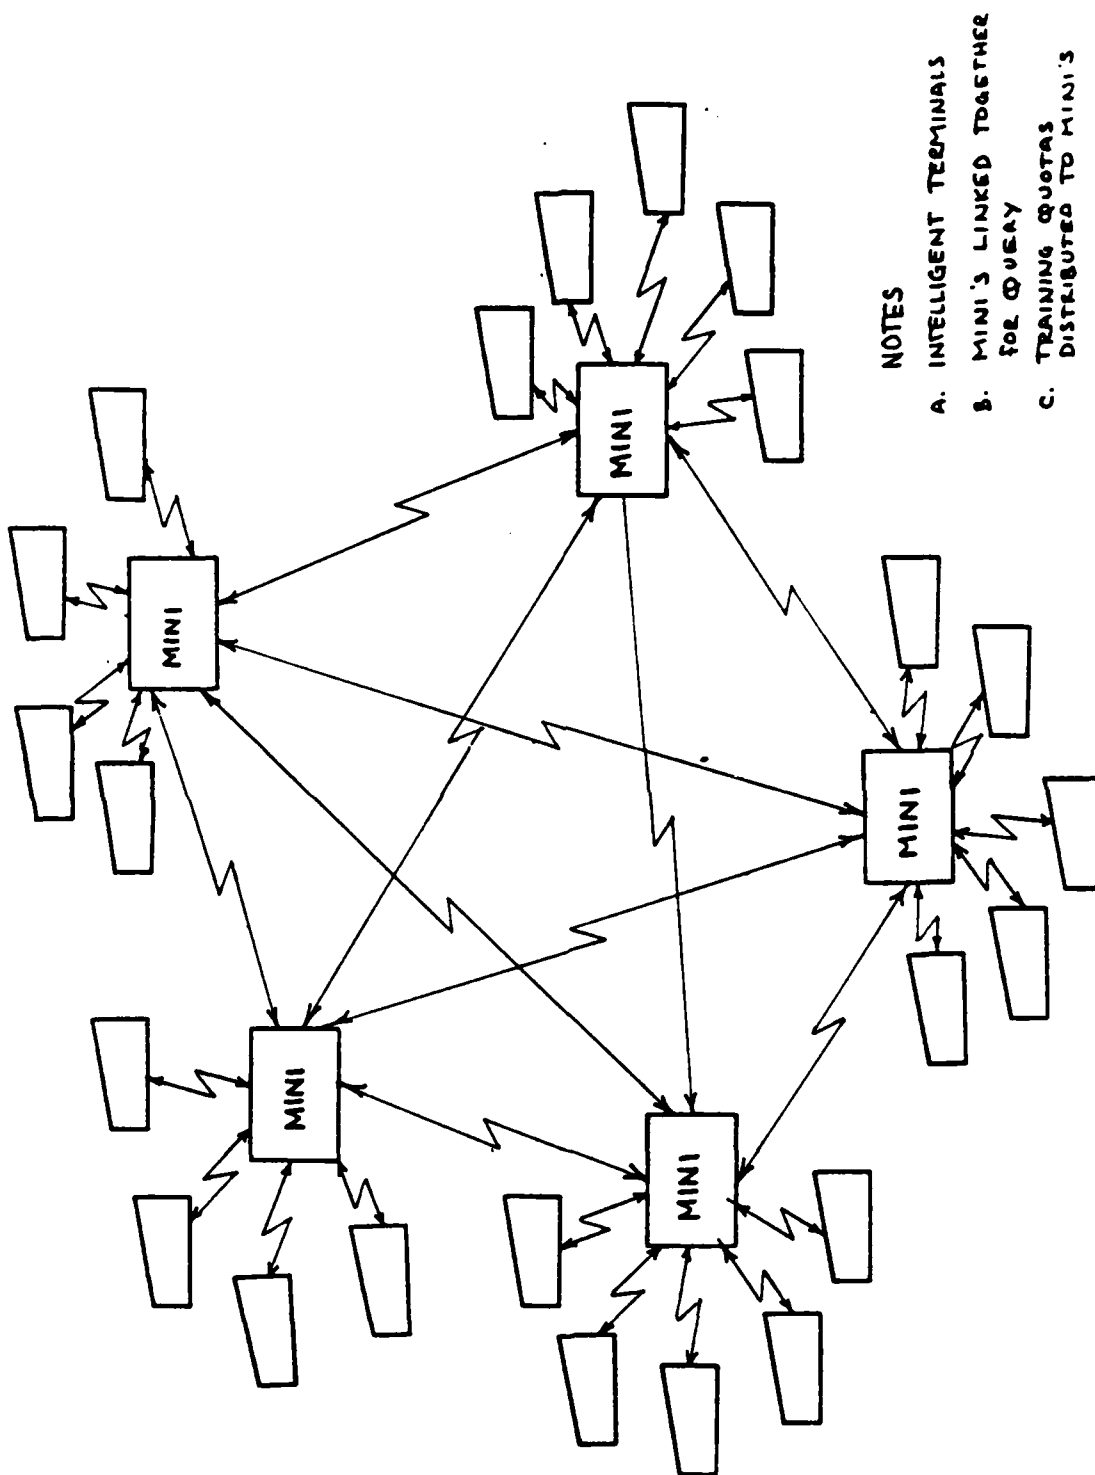 MINI
MINI
MINI
MINI
MINI
NOTES
A. INTELLIGENT TERMINALS
B. MINI'S LINKED TOGETHER
FOR QUERY
C. TRAINING QUOTAS
DISTRIBUTED TO MINI'S